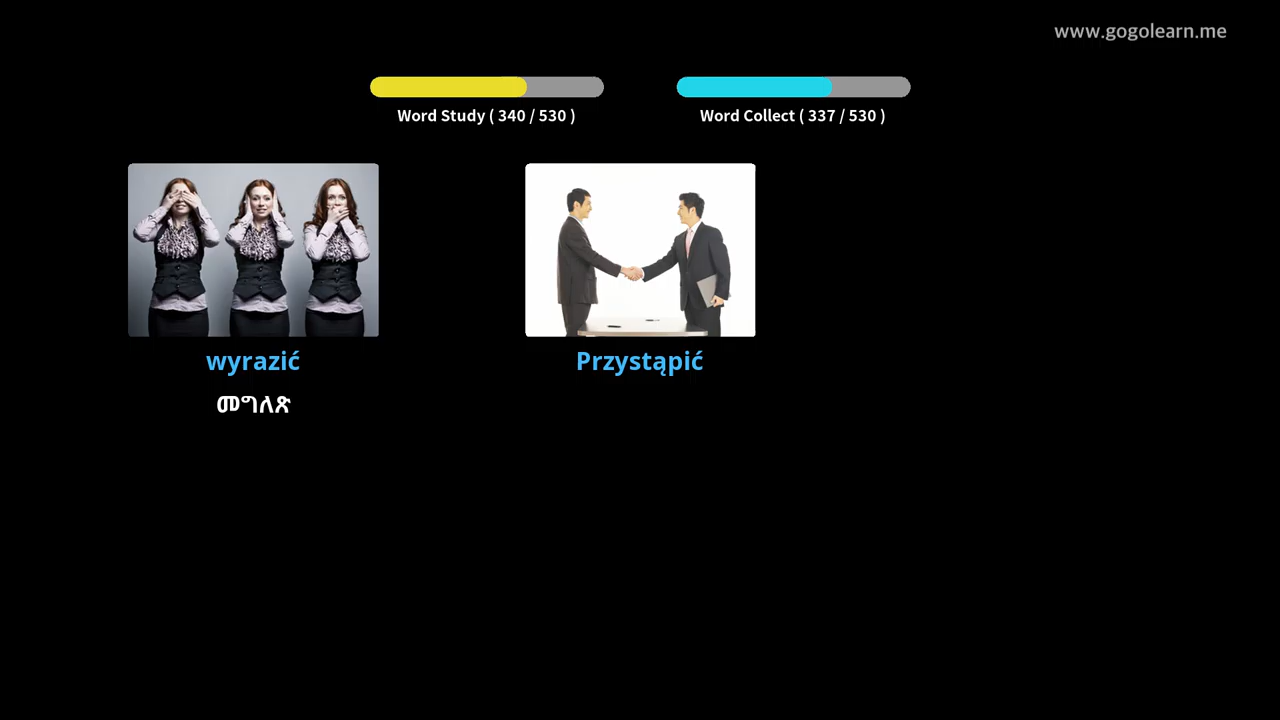 www.gogolearn.me
Word Study ( 340 / 530 )
Word Collect ( 337 / 530 )
wyrazić
Przystąpić
መግለጽ